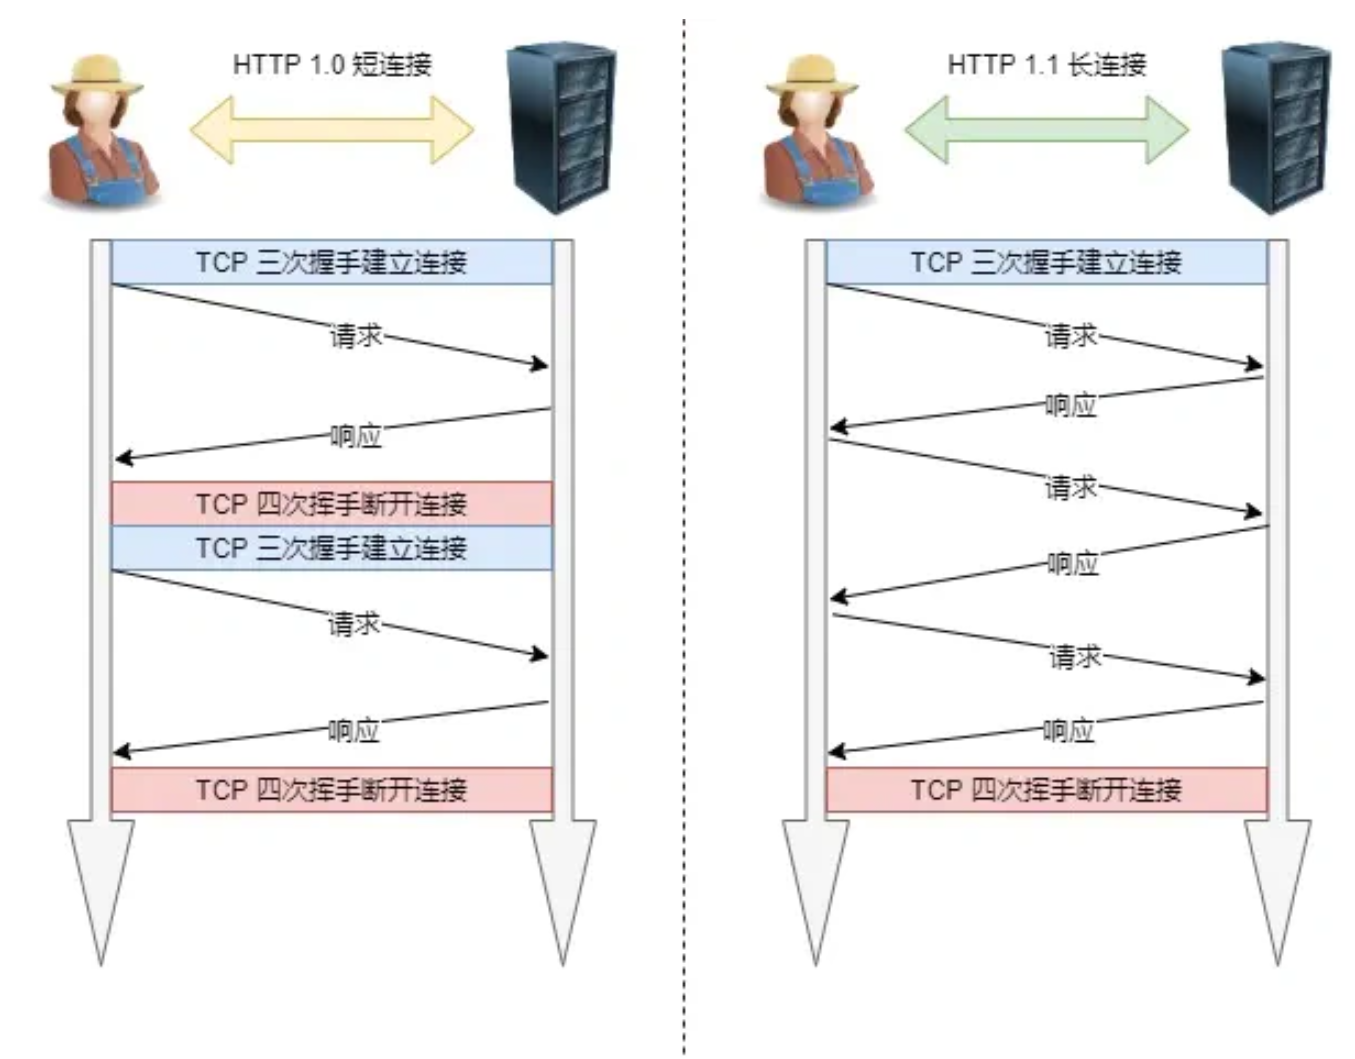 HTTP 1.0 短连接
TCP 三次握手建立连接
请求
响应
TCP 四次挥手断开连接
TCP 三次握手建立连接
请求
响应
TCP 四次挥手断开连接
HTTP 1.1 长连接
TCP 三次握手建立连接
请求
响应
请求
响应
请求
响应
TCP 四次挥手断开连接